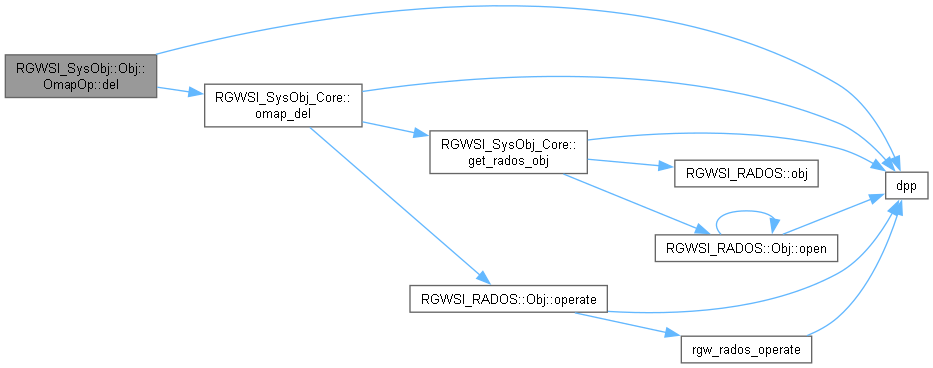 RGWSI_SysObj::Obj::
OmapOp::del
RGWSI_SysObj_Core::
omap_del
RGWSI_SysObj_Core::
get_rados_obj
RGWSI_RADOS::obj
dpp
RGWSI_RADOS::Obj::open
RGWSI_RADOS::Obj::operate
rgw_rados_operate